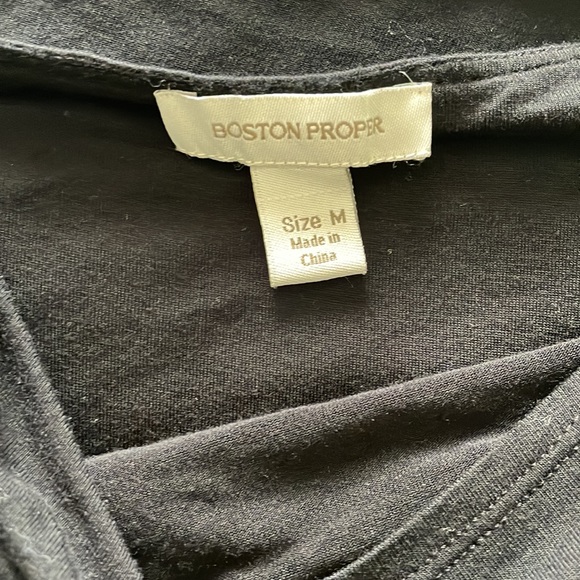 BOSTON PROPER
Size M
Made in
China